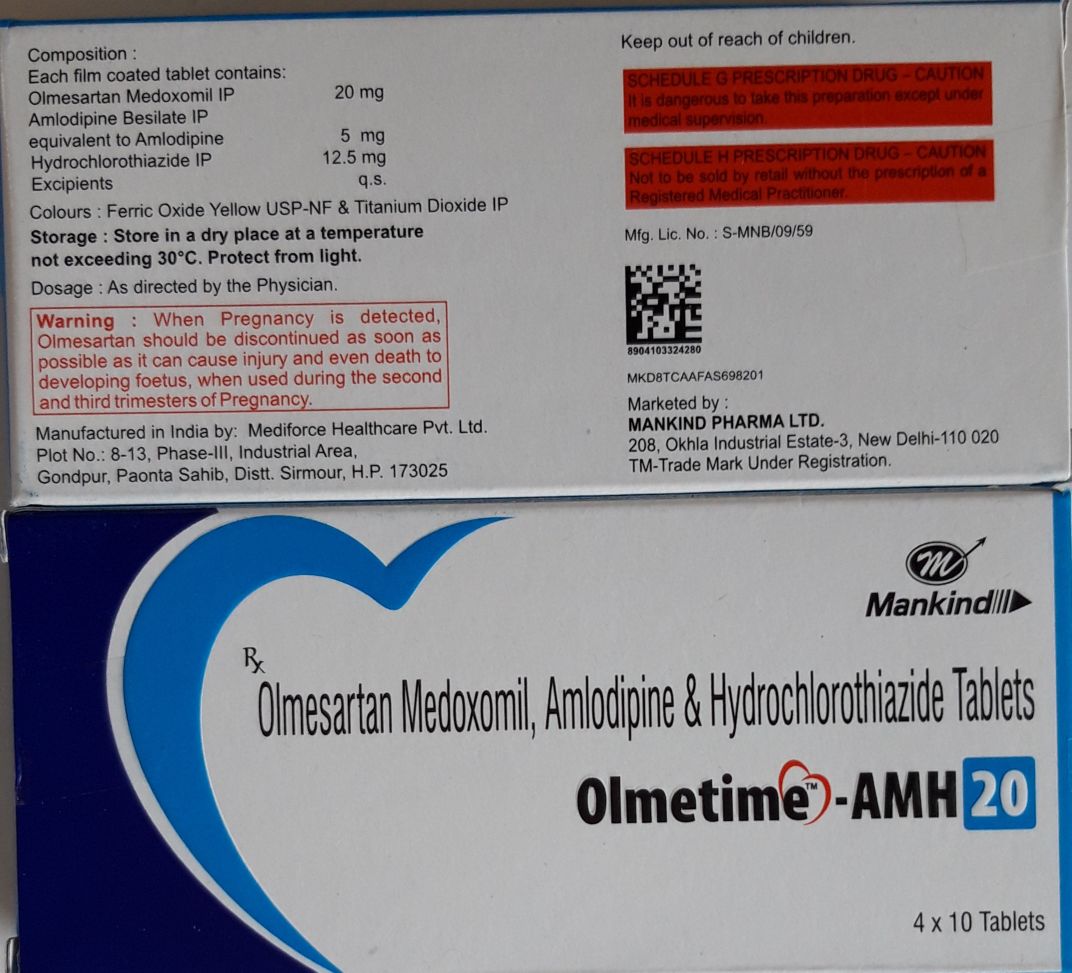 Composition :
Each film coated tablet contains:
Olmesartan Medoxomil IP 20 mg
Amlodipine Besilate IP
equivalent to Amlodipine 5 mg
Hydrochlorothiazide IP 12.5 mg
Excipients q.s.
Colours : Ferric Oxide Yellow USP-NF & Titanium Dioxide IP
Storage : Store in a dry place at a temperature
not exceeding 30°C. Protect from light.
Dosage : As directed by the Physician.
Warning : When Pregnancy is detected,
Olmesartan should be discontinued as soon as
possible as it can cause injury and even death to
developing foetus, when used during the second
and third trimesters of Pregnancy.
Manufactured in India by: Mediforce Healthcare Pvt. Ltd.
Plot No.: 8-13, Phase-III, Industrial Area,
Gondpur, Paonta Sahib, Distt. Sirmour, H.P. 173025
Keep out of reach of children.
SCHEDULE G PRESCRIPTION DRUG – CAUTION
It is dangerous to take this preparation except under
medical supervision.
SCHEDULE H PRESCRIPTION DRUG – CAUTION
Not to be sold by retail without the prescription of a
Registered Medical Practitioner.
Mfg. Lic. No. : S-MNB/09/59
8904103324280
MKD8TCAAFAS698201
Marketed by :
MANKIND PHARMA LTD.
208, Okhla Industrial Estate-3, New Delhi-110 020
TM-Trade Mark Under Registration.
m
Mankind
Rx
Olmesartan Medoxomil, Amlodipine & Hydrochlorothiazide Tablets
Olmetime™-AMH 20
4 x 10 Tablets